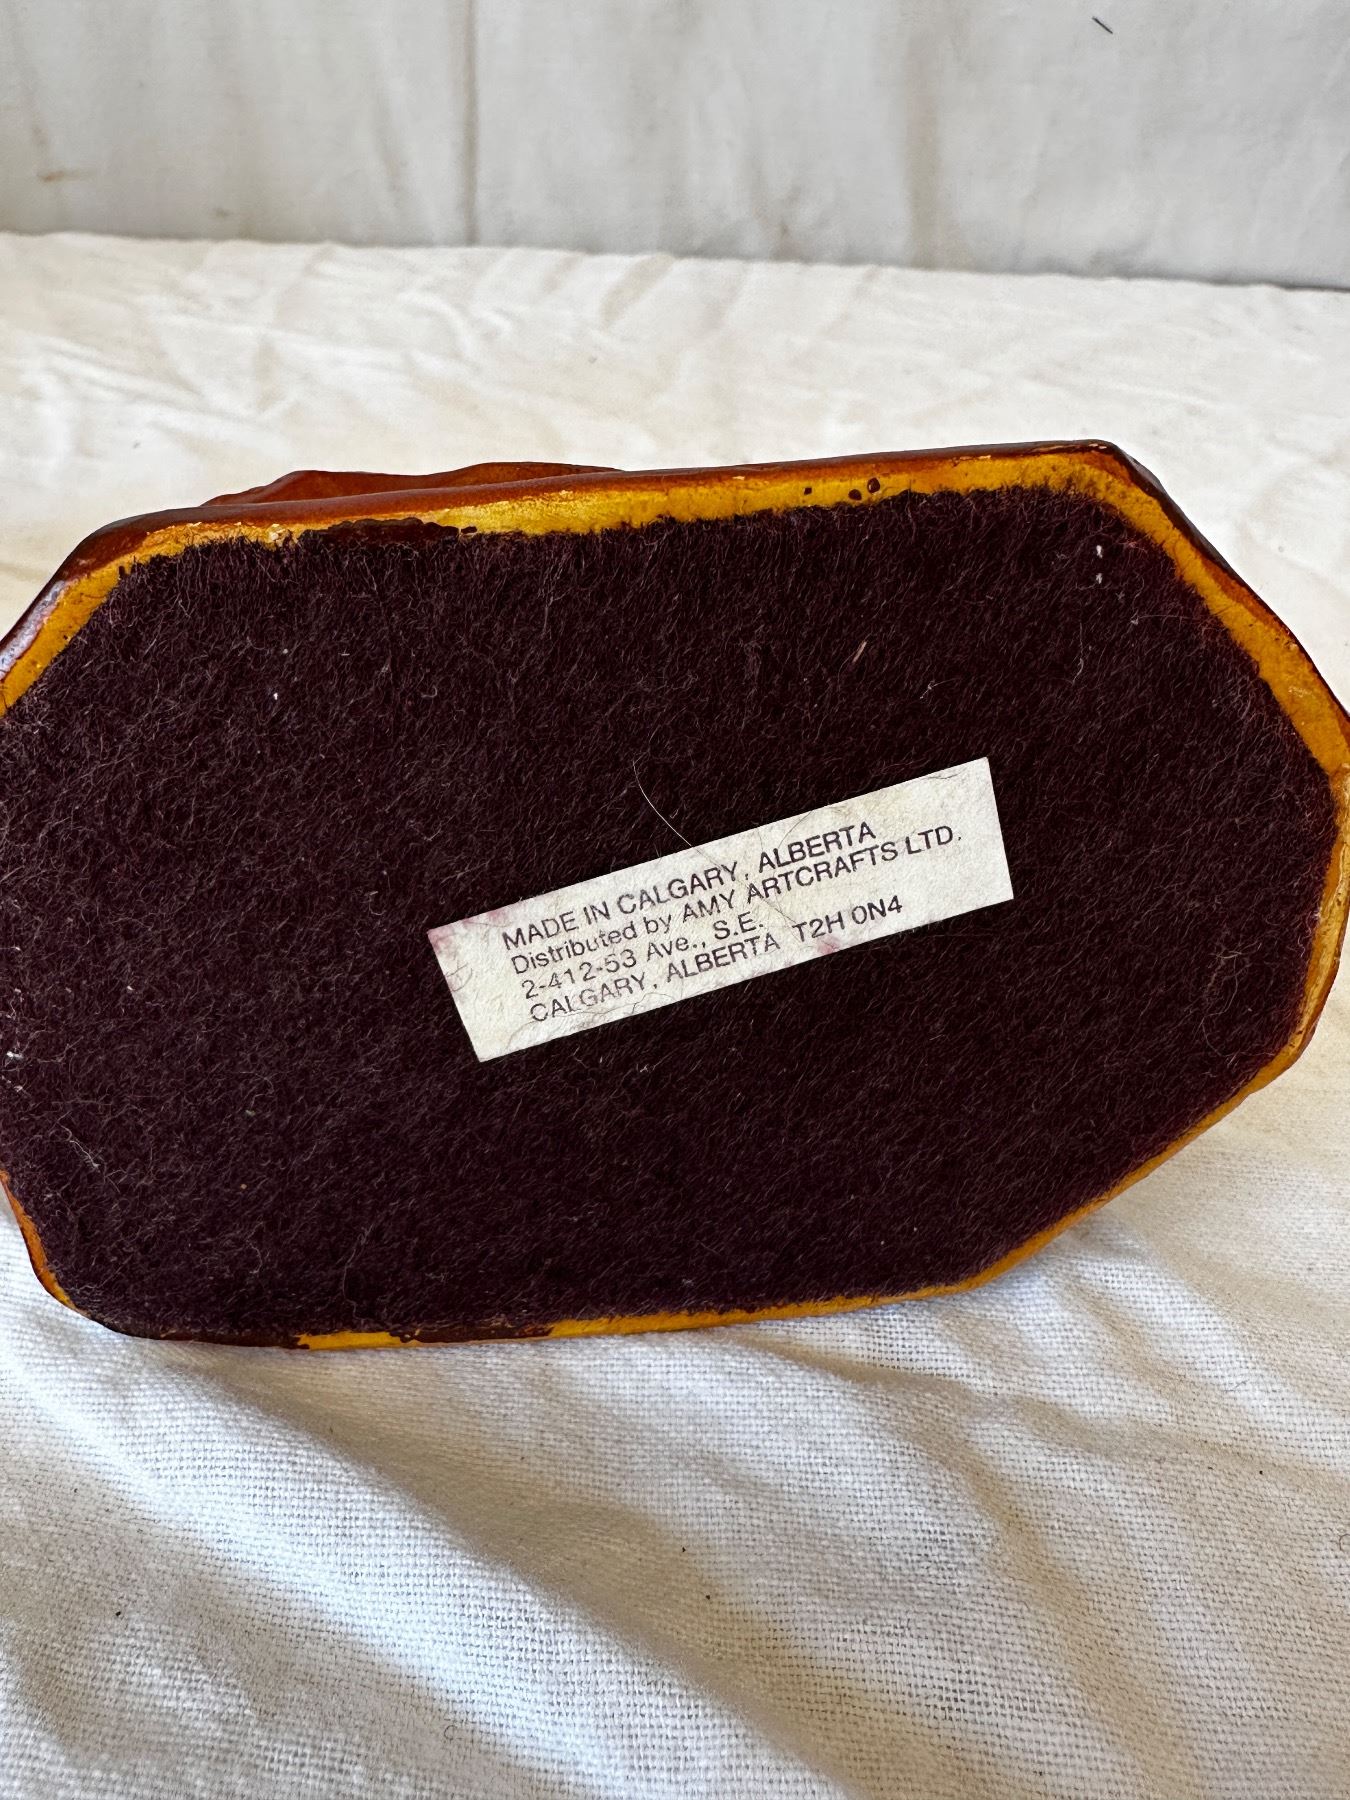 MADE IN CALGARY, ALBERTA
Distributed by AMY ARTCRAFTS LTD.
2-412-53 Ave., S.E.
CALGARY, ALBERTA T2H 0N4